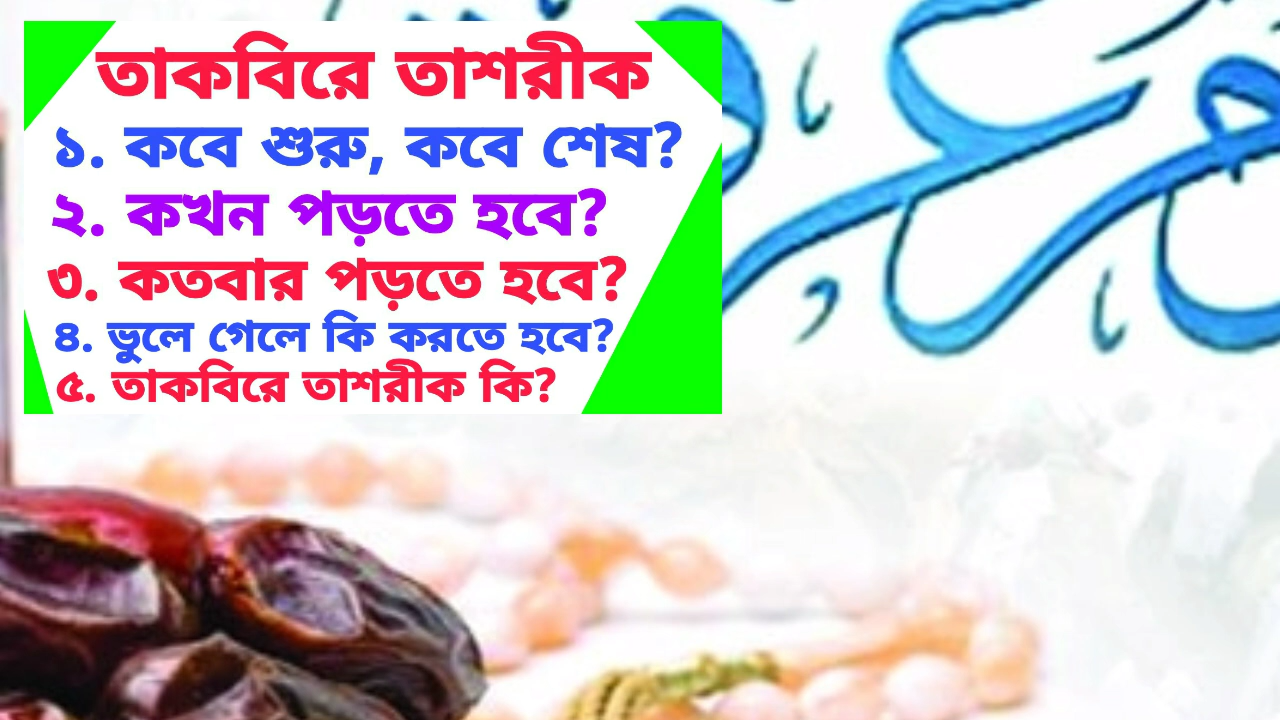 তাকবিরে তাশরীক
১. কবে শুরু, কবে শেষ?
২. কখন পড়তে হবে?
৩. কতবার পড়তে হবে?
৪. ভুলে গেলে কি করতে হবে?
৫. তাকবিরে তাশরীক কি?